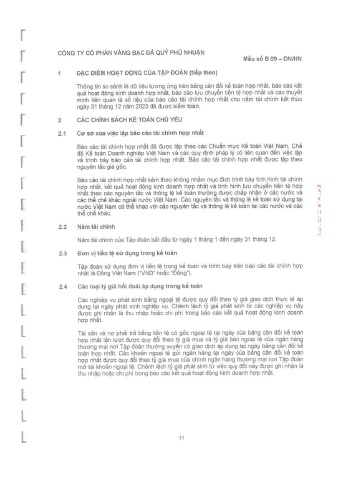 CÔNG TY CỔ PHẦN VÀNG BẠC ĐÁ QUÝ PHÚ NHUẬN
Mẫu số B 09 – DN/HN
1 ĐẶC ĐIỂM HOẠT ĐỘNG CỦA TẬP ĐOÀN (tiếp theo)
Thông tin so sánh là dữ liệu tương ứng trên bảng cân đối kế toán hợp nhất, báo cáo kết
quả hoạt động kinh doanh hợp nhất, báo cáo lưu chuyển tiền tệ hợp nhất và các thuyết
minh liên quan là số liệu của báo cáo tài chính hợp nhất cho năm tài chính kết thúc
ngày 31 tháng 12 năm 2023 đã được kiểm toán.
2 CÁC CHÍNH SÁCH KẾ TOÁN CHỦ YẾU
2.1 Cơ sở của việc lập báo cáo tài chính hợp nhất
Báo cáo tài chính hợp nhất đã được lập theo các Chuẩn mực Kế toán Việt Nam, Chế
độ Kế toán Doanh nghiệp Việt Nam và các quy định pháp lý có liên quan đến việc lập
và trình bày báo cáo tài chính hợp nhất. Báo cáo tài chính hợp nhất được lập theo
nguyên tắc giá gốc.
Báo cáo tài chính hợp nhất kèm theo không nhằm mục đích trình bày tình hình tài chính
hợp nhất, kết quả hoạt động kinh doanh hợp nhất và tình hình lưu chuyển tiền tệ hợp
nhất theo các nguyên tắc và thông lệ kế toán thường được chấp nhận ở các nước và
các thể chế khác ngoài nước Việt Nam. Các nguyên tắc và thông lệ kế toán sử dụng tại
nước Việt Nam có thể khác với các nguyên tắc và thông lệ kế toán tại các nước và các
thể chế khác.
2.2 Năm tài chính
Năm tài chính của Tập đoàn bắt đầu từ ngày 1 tháng 1 đến ngày 31 tháng 12.
2.3 Đơn vị tiền tệ sử dụng trong kế toán
Tập đoàn sử dụng đơn vị tiền tệ trong kế toán và trình bày trên báo cáo tài chính hợp
nhất là Đồng Việt Nam ("VND" hoặc "Đồng").
2.4 Các loại tỷ giá hối đoái áp dụng trong kế toán
Các nghiệp vụ phát sinh bằng ngoại tệ được quy đổi theo tỷ giá giao dịch thực tế áp
dụng tại ngày phát sinh nghiệp vụ. Chênh lệch tỷ giá phát sinh từ các nghiệp vụ này
được ghi nhận là thu nhập hoặc chi phí trong báo cáo kết quả hoạt động kinh doanh
hợp nhất.
Tài sản và nợ phải trả bằng tiền có gốc ngoại tệ tại ngày của bảng cân đối kế toán
hợp nhất lần lượt được quy đổi theo tỷ giá mua và tỷ giá bán ngoại tệ của ngân hàng
thương mại nơi Tập đoàn thường xuyên có giao dịch áp dụng tại ngày bảng cân đối kế
toán hợp nhất. Các khoản ngoại tệ gửi ngân hàng tại ngày của bảng cân đối kế toán
hợp nhất được quy đổi theo tỷ giá mua của chính ngân hàng thương mại nơi Tập đoàn
mở tài khoản ngoại tệ. Chênh lệch tỷ giá phát sinh từ việc quy đổi này được ghi nhận là
thu nhập hoặc chi phí trong báo cáo kết quả hoạt động kinh doanh hợp nhất.
11